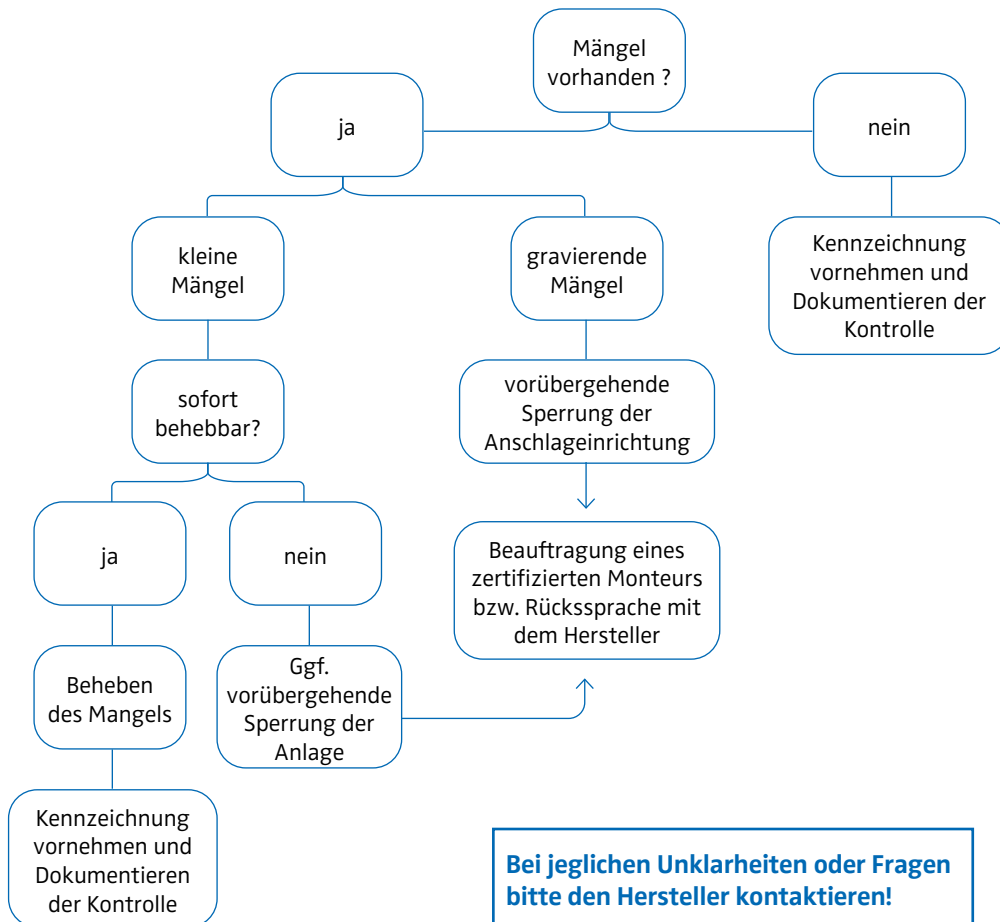 Mängel
vorhanden ?
ja
nein
kleine
Mängel
gravierende
Mängel
Kennzeichnung
vornehmen und
Dokumentieren der
Kontrolle
sofort
behebbar?
vorübergehende
Sperrung der
Anschlageinrichtung
ja
nein
Beauftragung eines
zertifizierten Monteurs
bzw. Rückssprache mit
dem Hersteller
Beheben
des Mangels
Ggf.
vorübergehende
Sperrung der
Anlage
Kennzeichnung
vornehmen und
Dokumentieren
der Kontrolle
Bei jeglichen Unklarheiten oder Fragen
bitte den Hersteller kontaktieren!